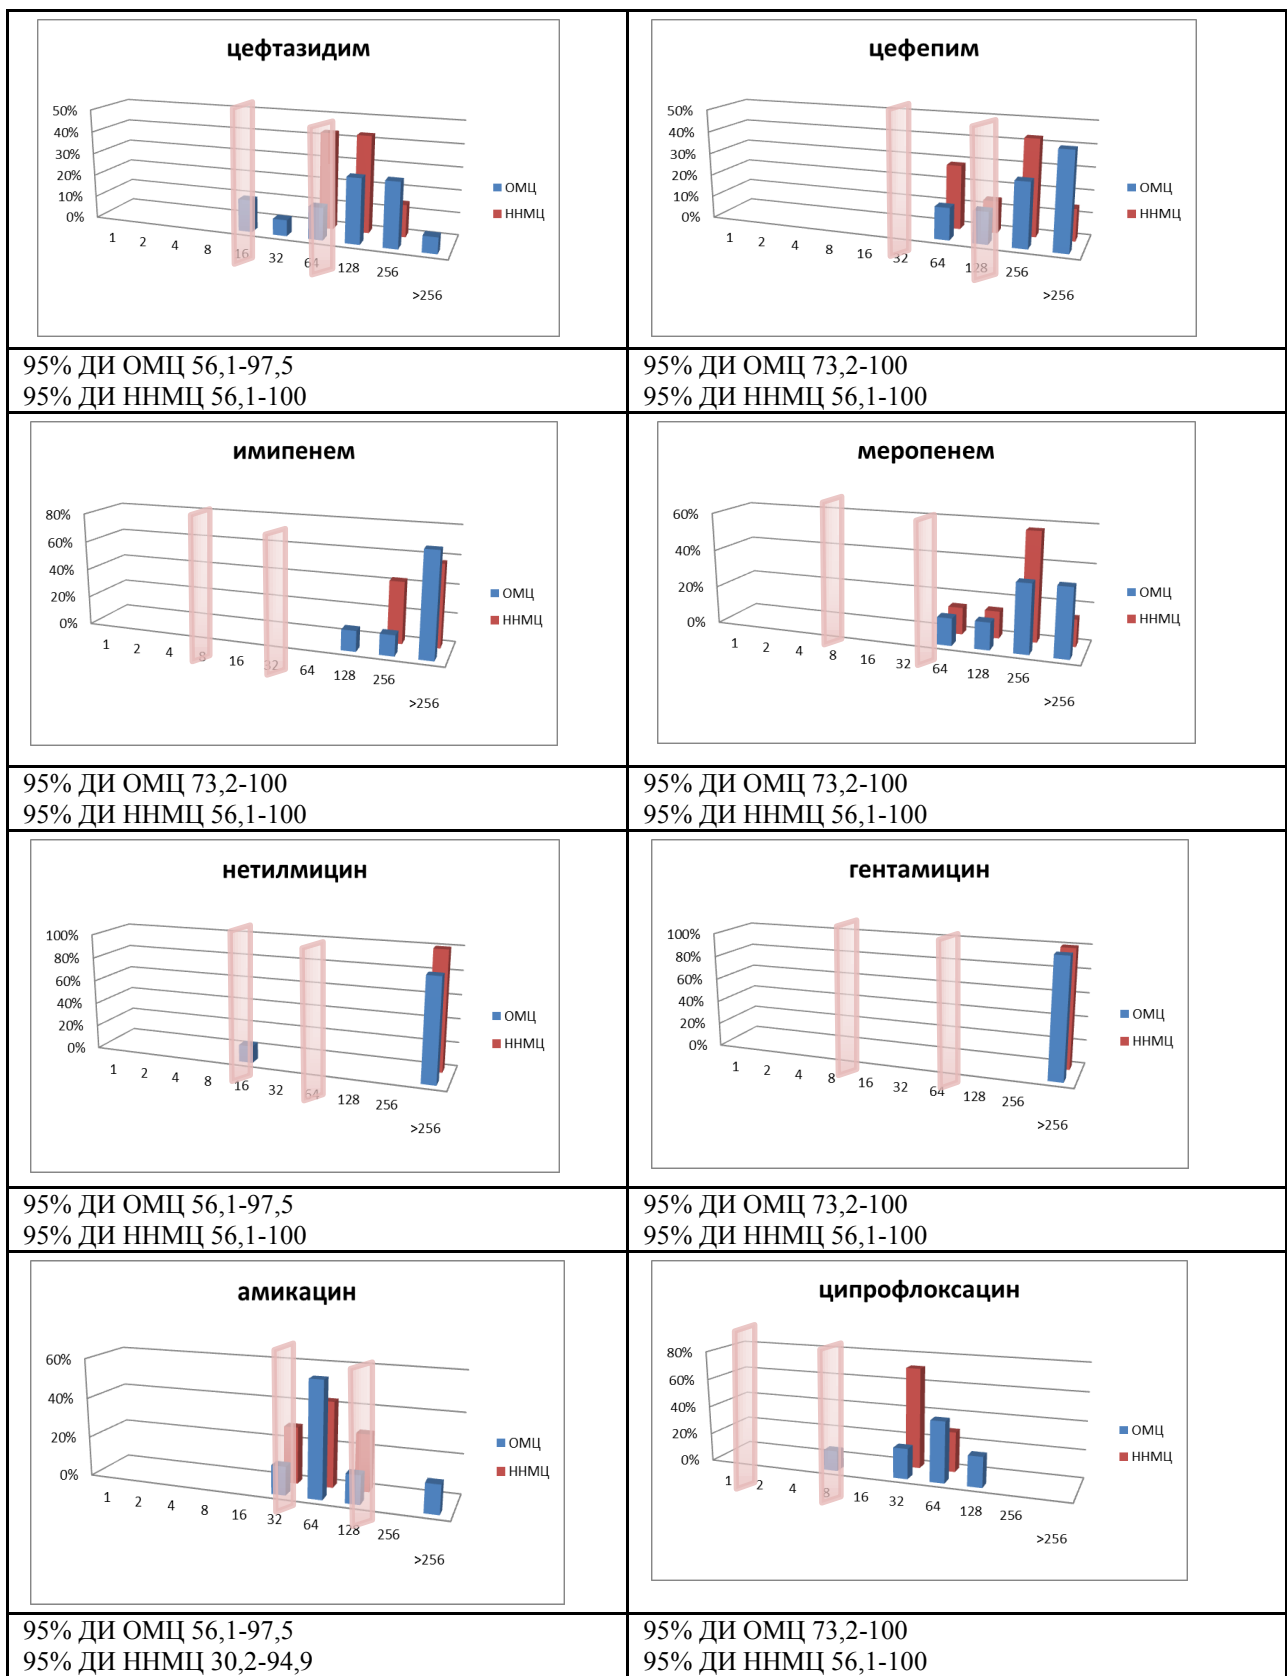 цефтазидим
50%
40%
30%
20%
10%
0%
1 2 4 8 16 32 64 128 256 >256
ОМЦ
ННМЦ
95% ДИ ОМЦ 56,1-97,5
95% ДИ ННМЦ 56,1-100
цефепим
50%
40%
30%
20%
10%
0%
1 2 4 8 16 32 64 128 256 >256
ОМЦ
ННМЦ
95% ДИ ОМЦ 73,2-100
95% ДИ ННМЦ 56,1-100
имипенем
80%
60%
40%
20%
0%
1 2 4 8 16 32 64 128 256 >256
ОМЦ
ННМЦ
95% ДИ ОМЦ 73,2-100
95% ДИ ННМЦ 56,1-100
меропенем
60%
40%
20%
0%
1 2 4 8 16 32 64 128 256 >256
ОМЦ
ННМЦ
95% ДИ ОМЦ 73,2-100
95% ДИ ННМЦ 56,1-100
нетилмицин
100%
80%
60%
40%
20%
0%
1 2 4 8 16 32 64 128 256 >256
ОМЦ
ННМЦ
95% ДИ ОМЦ 56,1-97,5
95% ДИ ННМЦ 56,1-100
гентамицин
100%
80%
60%
40%
20%
0%
1 2 4 8 16 32 64 128 256 >256
ОМЦ
ННМЦ
95% ДИ ОМЦ 73,2-100
95% ДИ ННМЦ 56,1-100
амикацин
60%
40%
20%
0%
1 2 4 8 16 32 64 128 256 >256
ОМЦ
ННМЦ
95% ДИ ОМЦ 56,1-97,5
95% ДИ ННМЦ 30,2-94,9
ципрофлоксацин
80%
60%
40%
20%
0%
1 2 4 8 16 32 64 128 256 >256
ОМЦ
ННМЦ
95% ДИ ОМЦ 73,2-100
95% ДИ ННМЦ 56,1-100